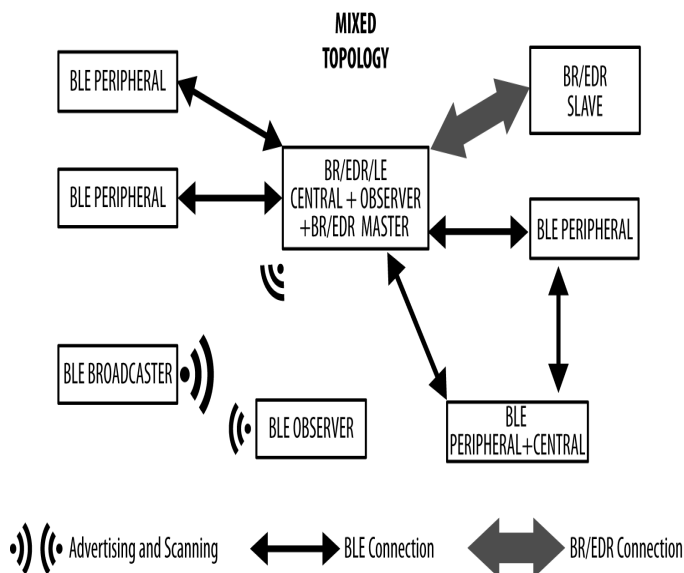 MIXED
TOPOLOGY
BLE PERIPHERAL
BR/EDR
SLAVE
BLE PERIPHERAL
BR/EDR/LE
CENTRAL + OBSERVER
+BR/EDR MASTER
BLE PERIPHERAL
BLE BROADCASTER
BLE OBSERVER
BLE
PERIPHERAL+CENTRAL
Advertising and Scanning
BLE Connection
BR/EDR Connection